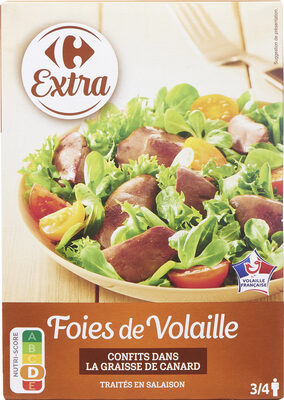 Carrefour
Extra
Suggestion de présentation
VOLAILLE
FRANÇAISE
Foies de Volaille
CONFITS DANS
LA GRAISSE DE CANARD
TRAITÉS EN SALAISON
NUTRI-SCORE
A
B
C
D
E
3/4